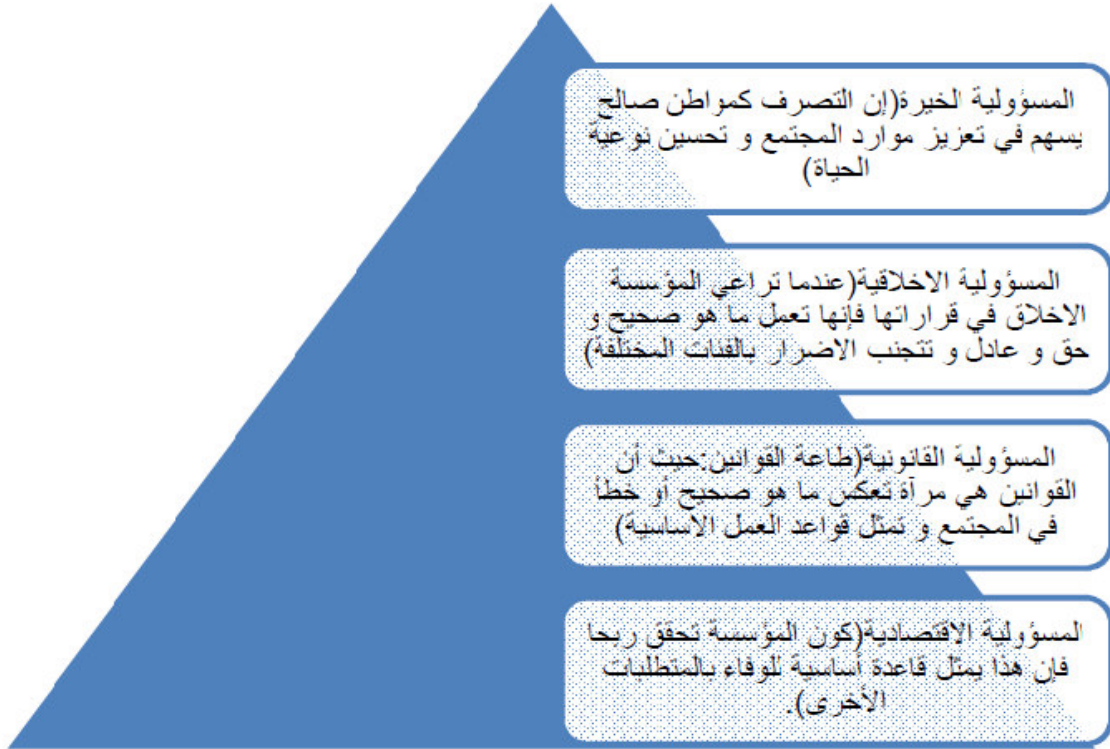 المسؤولية الخيرة(إن التصرف كمواطن صالح
يسهم في تعزيز موارد المجتمع و تحسين نوعية
الحياة)
المسؤولية الاخلاقية(عندما تراعي المؤسسة
الاخلاق في قراراتها فإنها تعمل ما هو صحيح و
حق و عادل و تتجنب الاضرار بالفئات المختلفة)
المسؤولية القانونية(طاعة القوانين:حيث أن
القوانين هي مرآة تعكس ما هو صحيح أو خطأ
في المجتمع و تمثل قواعد العمل الاساسية)
لمسؤولية الاقتصادية(كون المؤسسة تحقق ربحا
فإن هذا يمثل قاعدة أساسية للوفاء بالمتطلبات
الأخرى).